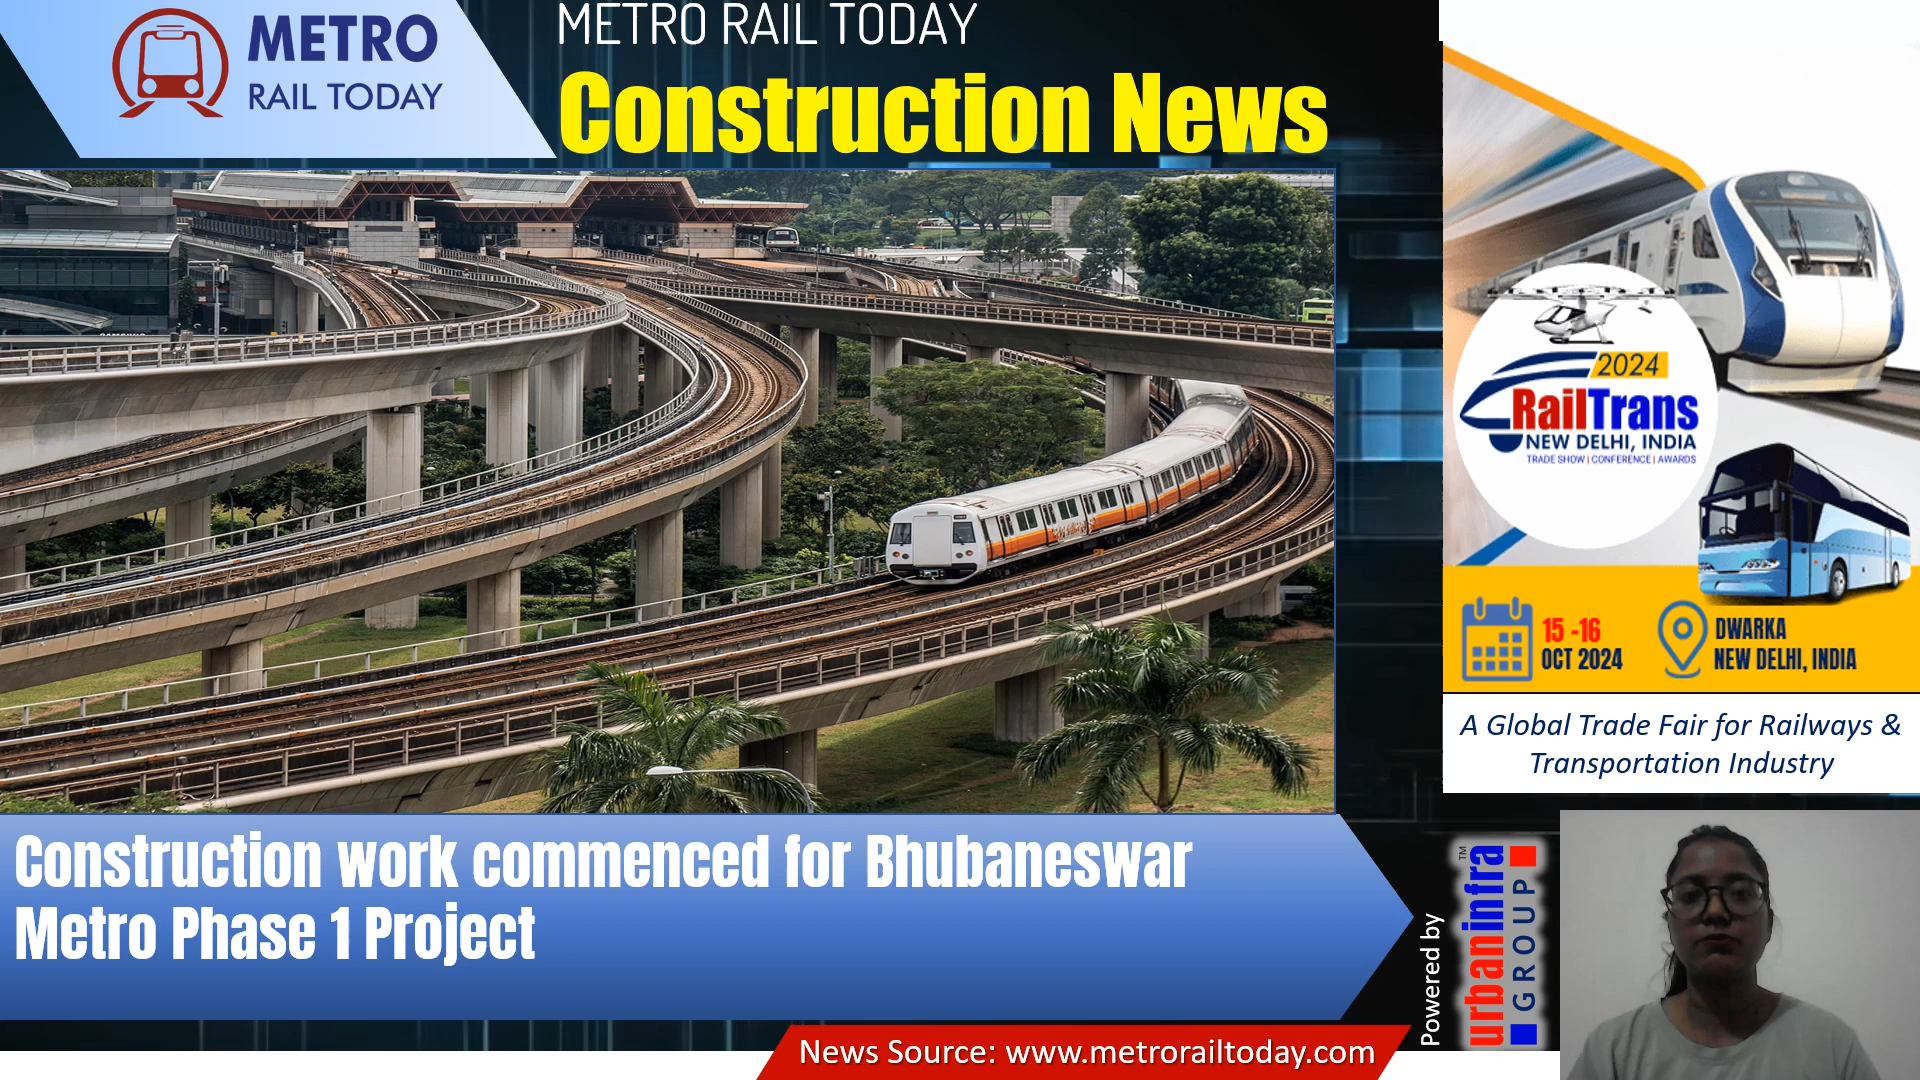 METRO
RAIL TODAY
METRO RAIL TODAY
Construction News
2024
RailTrans
NEW DELHI, INDIA
TRADE SHOW | CONFERENCE | AWARDS
15 -16
OCT 2024
DWARKA
NEW DELHI, INDIA
A Global Trade Fair for Railways &
Transportation Industry
Construction work commenced for Bhubaneswar
Metro Phase 1 Project
Powered by
urbaninfra™
GROUP
News Source: www.metrorailtoday.com